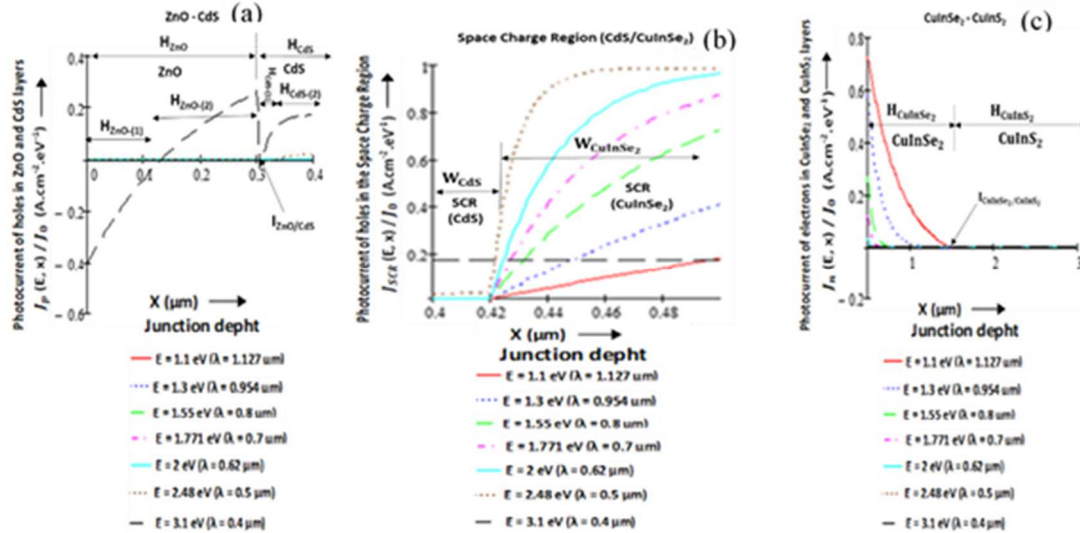 ZnO - CdS (a)
H_ZnO H_CdS
ZnO CdS
H_ZnO-(2) H_CdS-(2)
H_ZnO-(1)
0.4
0.2
0 0.1 0.2 0.3 0.4
- 0.2
- 0.4
- 0.6
I_ZnO/CdS
Photocurrent of holes in ZnO and CdS layers
J_p (E, x) / J_0 (A.cm⁻².eV⁻¹)
X (µm)
Junction depht
E = 1.1 eV (λ = 1.127 um)
E = 1.3 eV (λ = 0.954 um)
E = 1.55 eV (λ = 0.8 um)
E = 1.771 eV (λ = 0.7 um)
E = 2 eV (λ = 0.62 µm)
E = 2.48 eV (λ = 0.5 µm)
E = 3.1 eV (λ = 0.4 µm)
Space Charge Region (CdS/CuInSe₂) (b)
1
0.8
0.6
0.4
0.2
W_CuInSe₂
W_CdS
SCR
(CdS)
SCR
(CuInSe₂)
0.4 0.42 0.44 0.46 0.48
Photocurrent of holes in the Space Charge Region
J_SCR (E, x) / J_0 (A.cm⁻².eV⁻¹)
X (µm)
Junction depht
E = 1.1 eV (λ = 1.127 µm)
E = 1.3 eV (λ = 0.954 µm)
E = 1.55 eV (λ = 0.8 um)
E = 1.771 eV (λ = 0.7 µm)
E = 2 eV (λ = 0.62 µm)
E = 2.48 eV (λ = 0.5 µm)
E = 3.1 eV (λ = 0.4 µm)
CuInSe₂ - CuInS₂ (c)
0.8
0.6
0.4
0.2
- 0.2
H_CuInSe₂ H_CuInS₂
CuInSe₂ CuInS₂
I_CuInSe₂/CuInS₂
1 2 3
Photocurrent of electrons in CuInSe₂ and CuInS₂ layers
J_n (E, x) / J_0 (A.cm⁻².eV⁻¹)
X (µm)
Junction depht
E = 1.1 eV (λ = 1.127 um)
E = 1.3 eV (λ = 0.954 um)
E = 1.55 eV (λ = 0.8 um)
E = 1.771 eV (λ = 0.7 um)
E = 2 eV (λ = 0.62 µm)
E = 2.48 eV (λ = 0.5 µm)
E = 3.1 eV (λ = 0.4 µm)